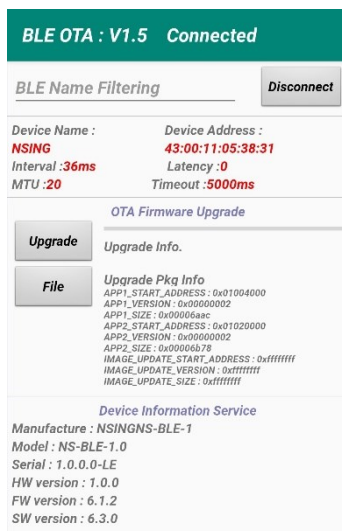 BLE OTA : V1.5 Connected
BLE Name Filtering
Disconnect
Device Name : Device Address :
NSING 43:00:11:05:38:31
Interval :36ms Latency :0
MTU :20 Timeout :5000ms
OTA Firmware Upgrade
Upgrade
Upgrade Info.
File
Upgrade Pkg Info
APP1_START_ADDRESS : 0x01004000
APP1_VERSION : 0x00000002
APP1_SIZE : 0x00006aac
APP2_START_ADDRESS : 0x01020000
APP2_VERSION : 0x00000002
APP2_SIZE : 0x00006b78
IMAGE_UPDATE_START_ADDRESS : 0xffffffff
IMAGE_UPDATE_VERSION : 0xffffffff
IMAGE_UPDATE_SIZE : 0xffffffff
Device Information Service
Manufacture : NSINGNS-BLE-1
Model : NS-BLE-1.0
Serial : 1.0.0.0-LE
HW version : 1.0.0
FW version : 6.1.2
SW version : 6.3.0